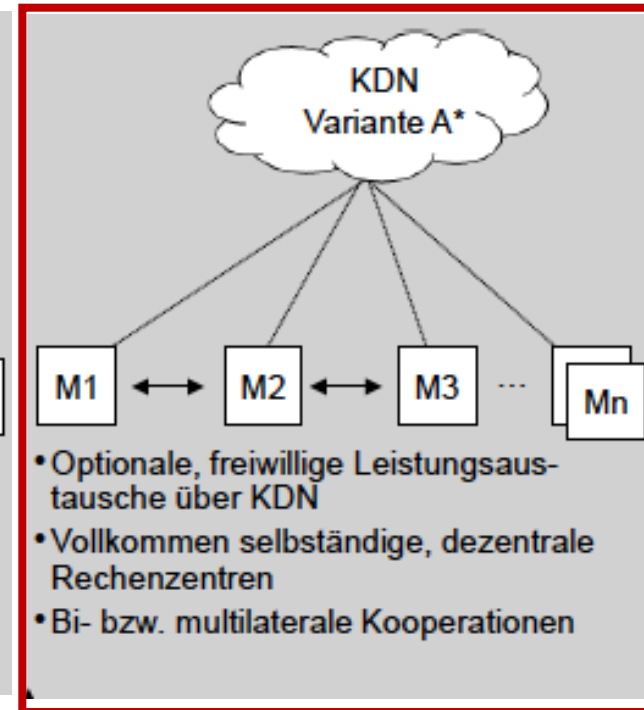 KDN
Variante A*
M1 M2 M3 ... Mn
• Optionale, freiwillige Leistungsaus-
tausche über KDN
• Vollkommen selbständige, dezentrale
Rechenzentren
• Bi- bzw. multilaterale Kooperationen